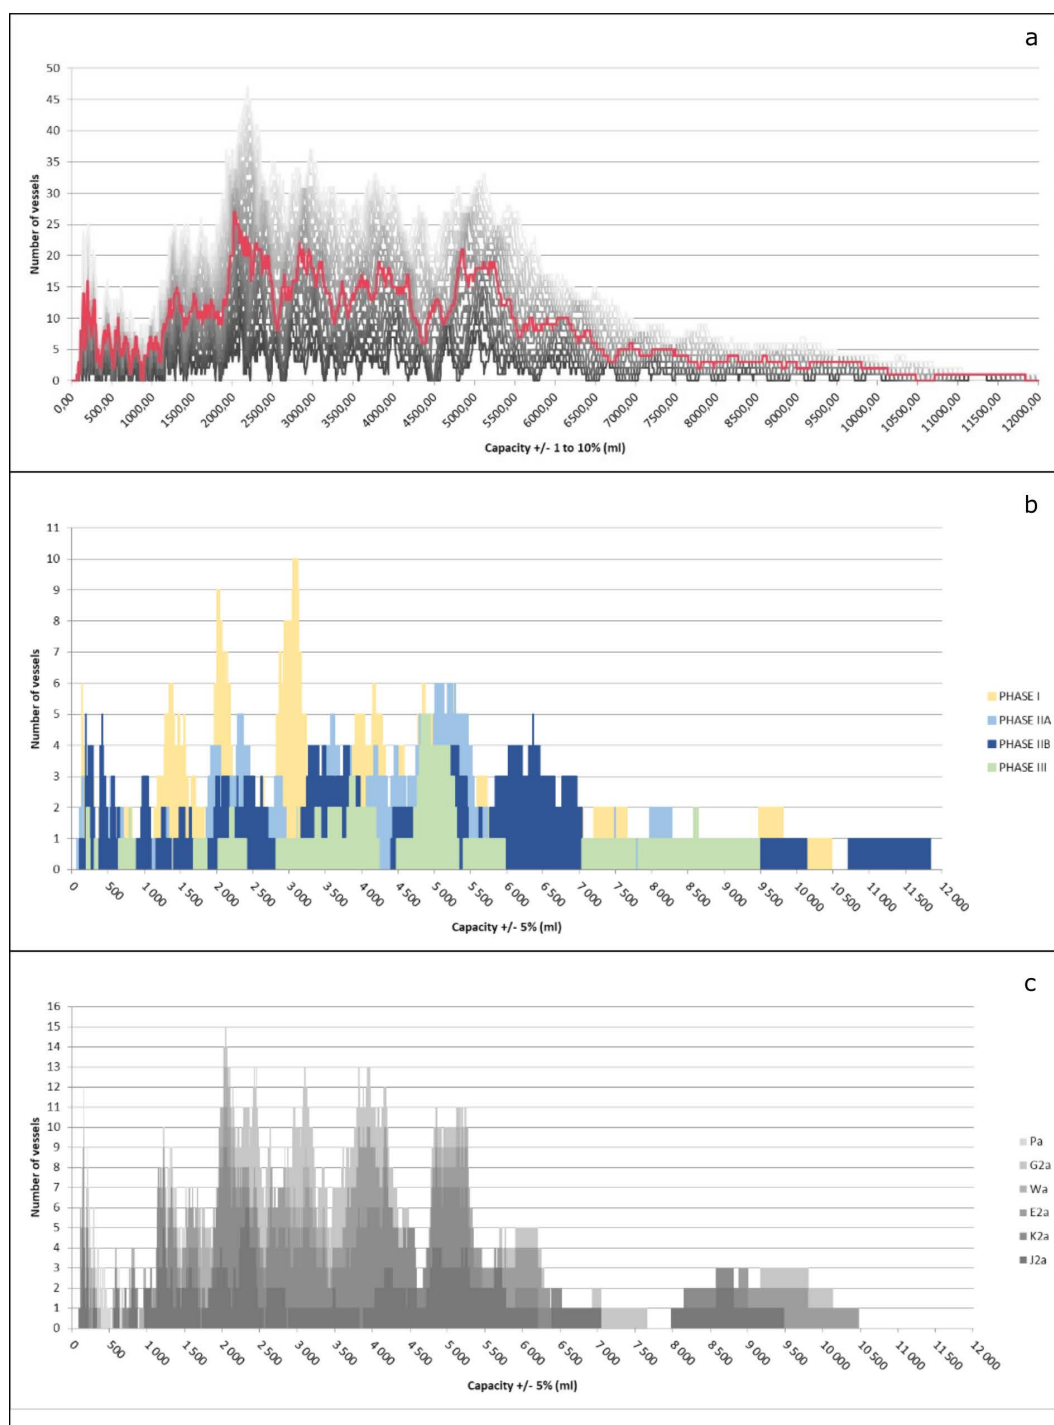 a
50
45
40
35
30
25
20
15
10
5
0
Number of vessels
0,00 500,00 1000,00 1500,00 2000,00 2500,00 3000,00 3500,00 4000,00 4500,00 5000,00 5500,00 6000,00 6500,00 7000,00 7500,00 8000,00 8500,00 9000,00 9500,00 10000,00 10500,00 11000,00 11500,00 12000,00
Capacity +/- 1 to 10% (ml)
b
11
10
9
8
7
6
5
4
3
2
1
0
Number of vessels
PHASE I
PHASE IIA
PHASE IIB
PHASE III
0 500 1 000 1 500 2 000 2 500 3 000 3 500 4 000 4 500 5 000 5 500 6 000 6 500 7 000 7 500 8 000 8 500 9 000 9 500 10 000 10 500 11 000 11 500 12 000
Capacity +/- 5% (ml)
c
16
15
14
13
12
11
10
9
8
7
6
5
4
3
2
1
0
Number of vessels
Pa
G2a
Wa
E2a
K2a
J2a
0 500 1 000 1 500 2 000 2 500 3 000 3 500 4 000 4 500 5 000 5 500 6 000 6 500 7 000 7 500 8 000 8 500 9 000 9 500 10 000 10 500 11 000 11 500 12 000
Capacity +/- 5% (ml)